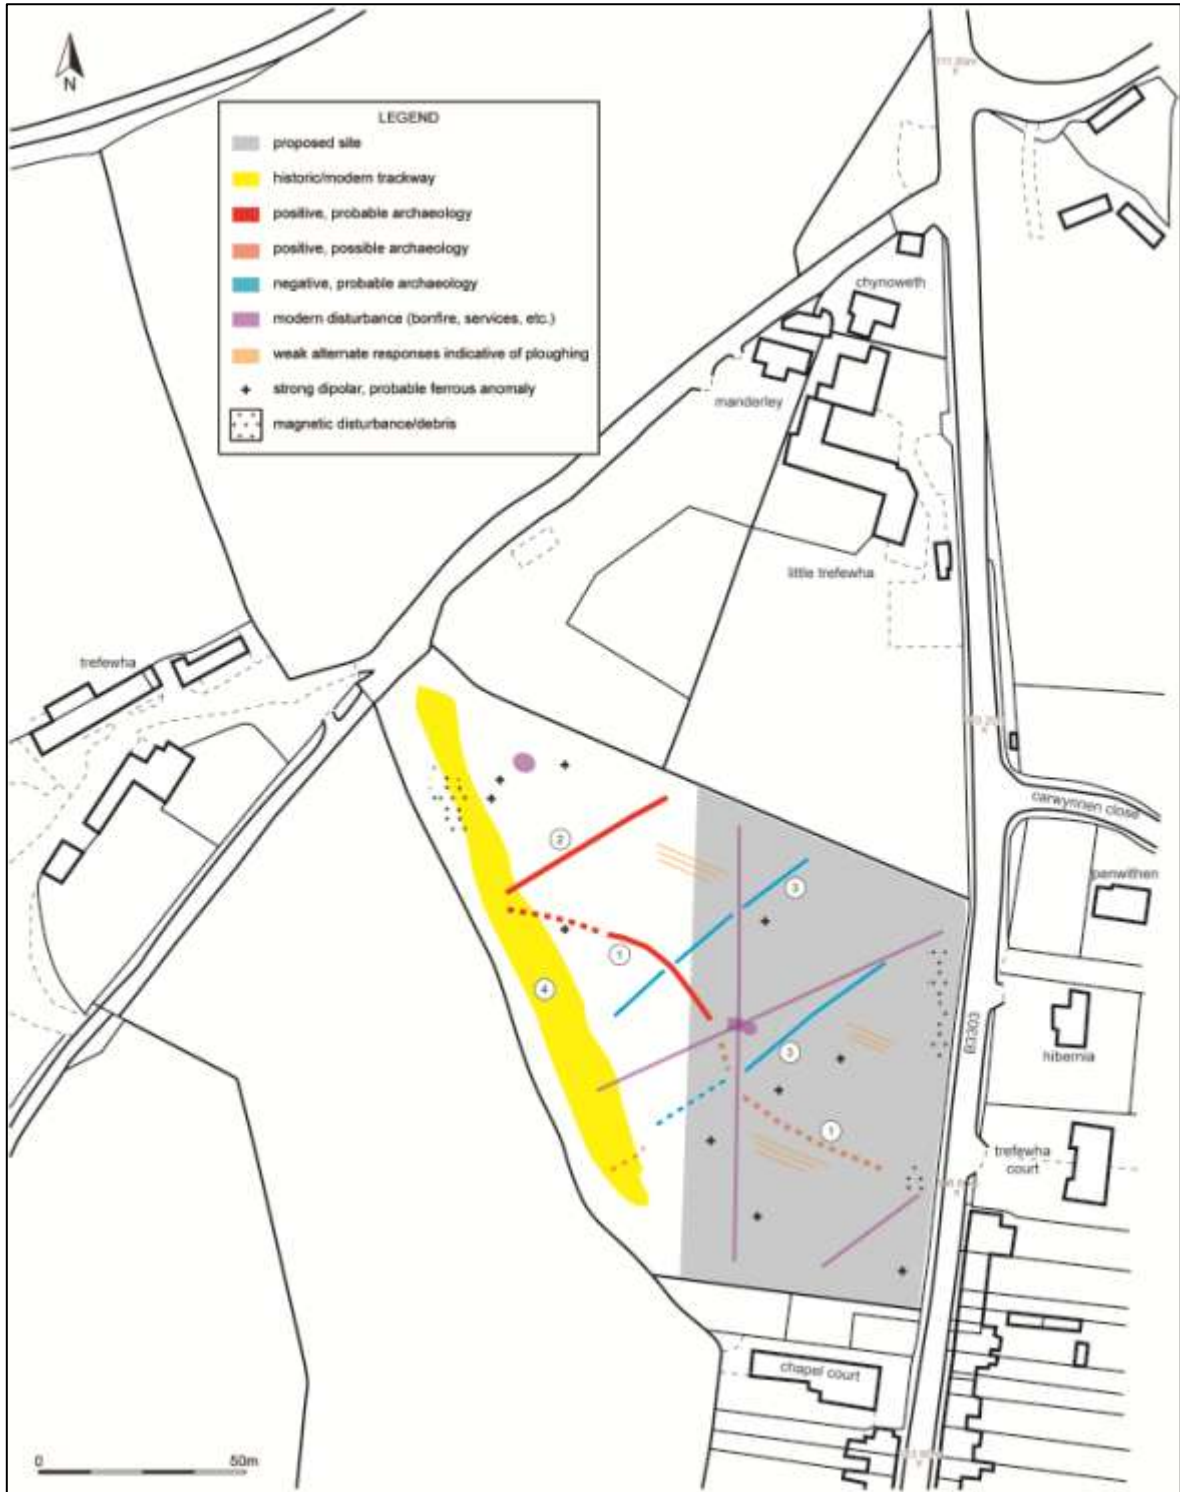 N
LEGEND
proposed site
historic/modern trackway
positive, probable archaeology
positive, possible archaeology
negative, probable archaeology
modern disturbance (bonfire, services, etc.)
weak alternate responses indicative of ploughing
strong dipolar, probable ferrous anomaly
magnetic disturbance/debris
chynoweth
manderley
little trefewha
trefewha
carwynnen close
penwithen
2
3
1
4
B3303
hibernia
3
1
trefewha
court
chapel court
0
50m